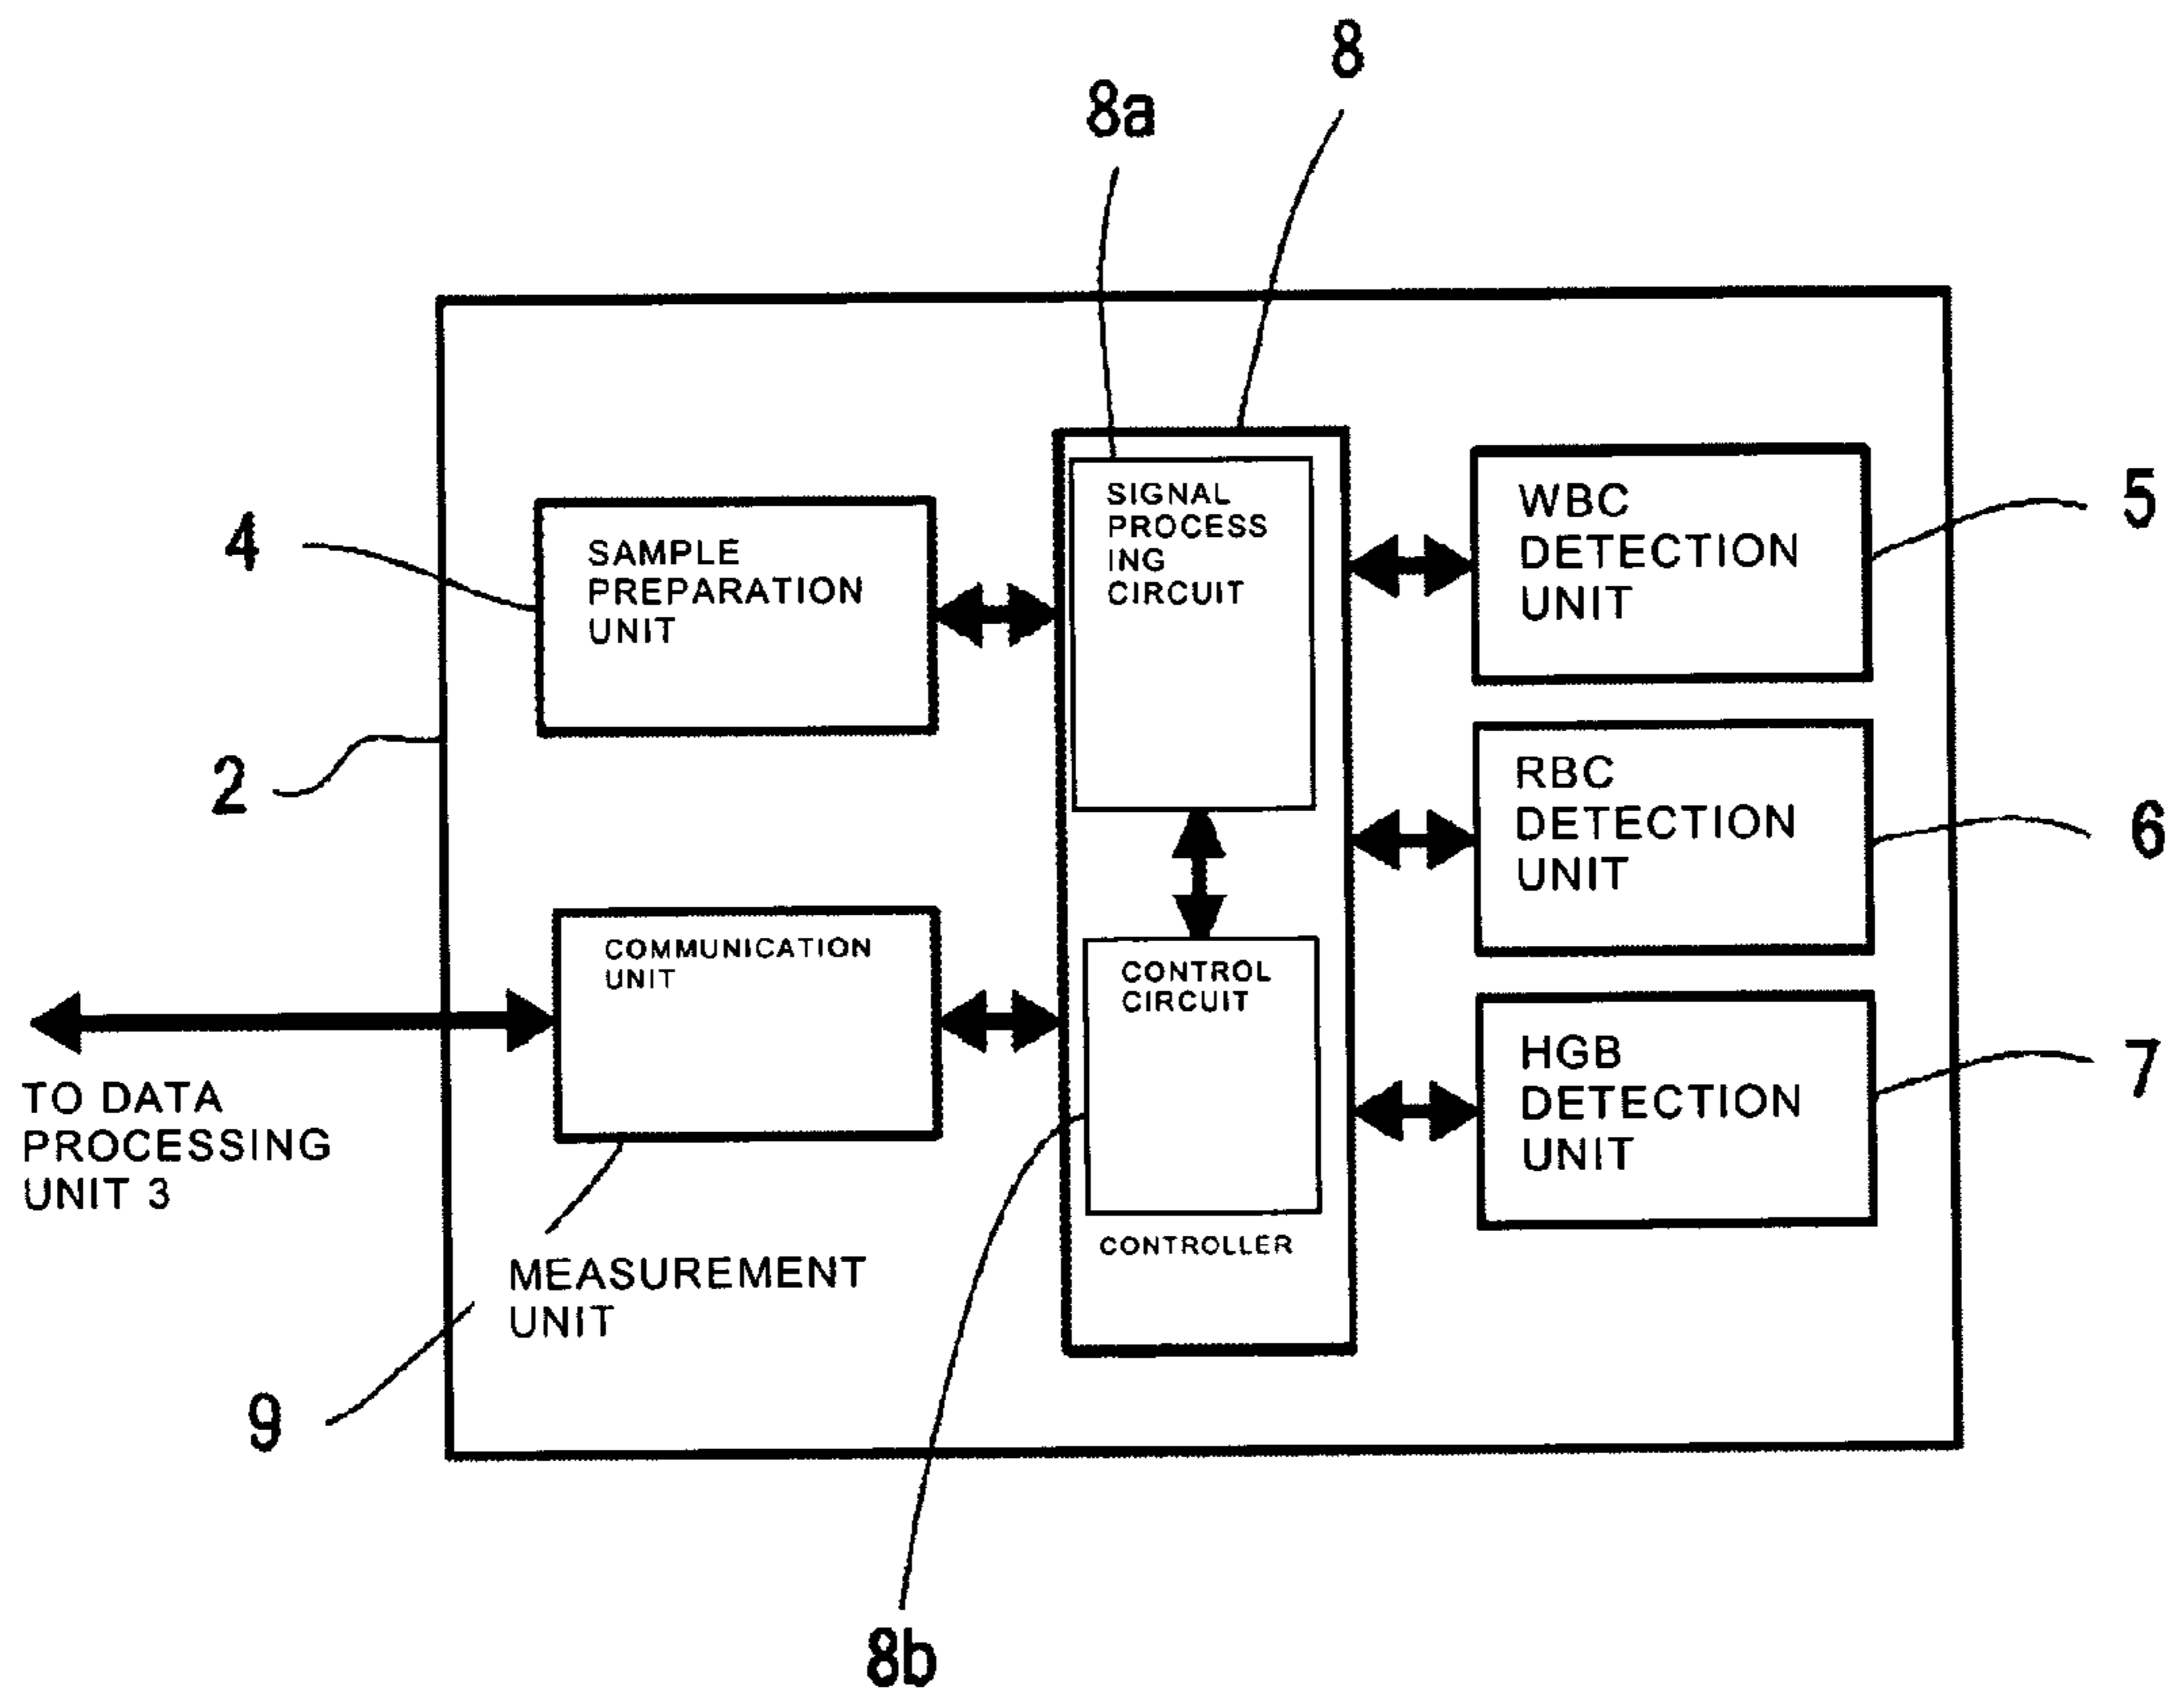 8
8a
SIGNAL
PROCESS
ING
CIRCUIT
WBC
DETECTION
UNIT
5
4
SAMPLE
PREPARATION
UNIT
2
RBC
DETECTION
UNIT
6
COMMUNICATION
UNIT
CONTROL
CIRCUIT
HGB
DETECTION
UNIT
7
TO DATA
PROCESSING
UNIT 3
CONTROLLER
MEASUREMENT
UNIT
9
8b